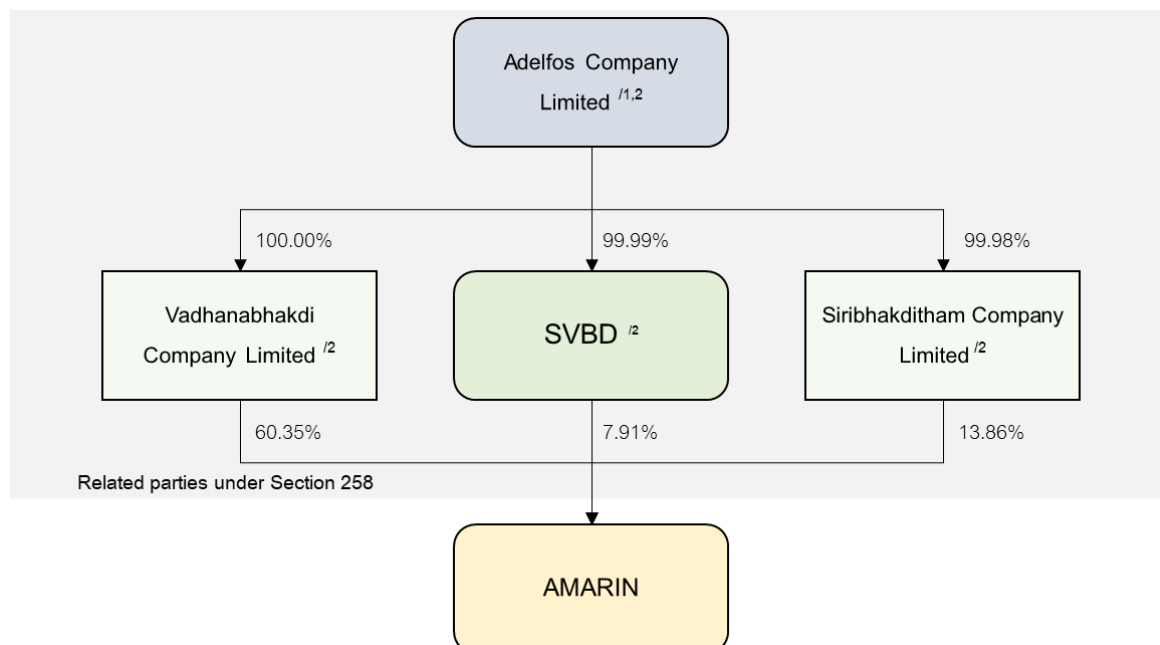 Adelfos Company
Limited /1,2
100.00%
99.99%
99.98%
Vadhanabhakdi
Company Limited /2
SVBD /2
Siribhakditham Company
Limited /2
60.35%
7.91%
13.86%
Related parties under Section 258
AMARIN